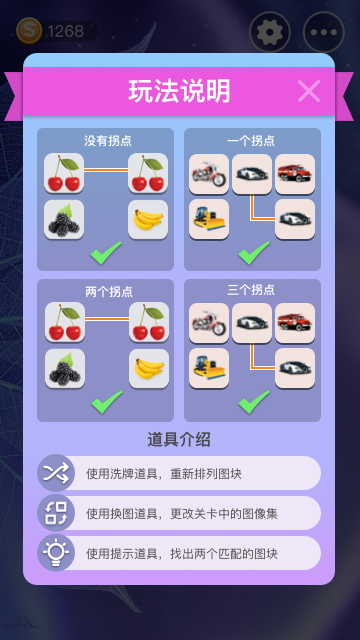 1268
玩法说明
没有拐点
一个拐点
两个拐点
三个拐点
道具介绍
使用洗牌道具，重新排列图块
使用换图道具，更改关卡中的图像集
使用提示道具，找出两个匹配的图块